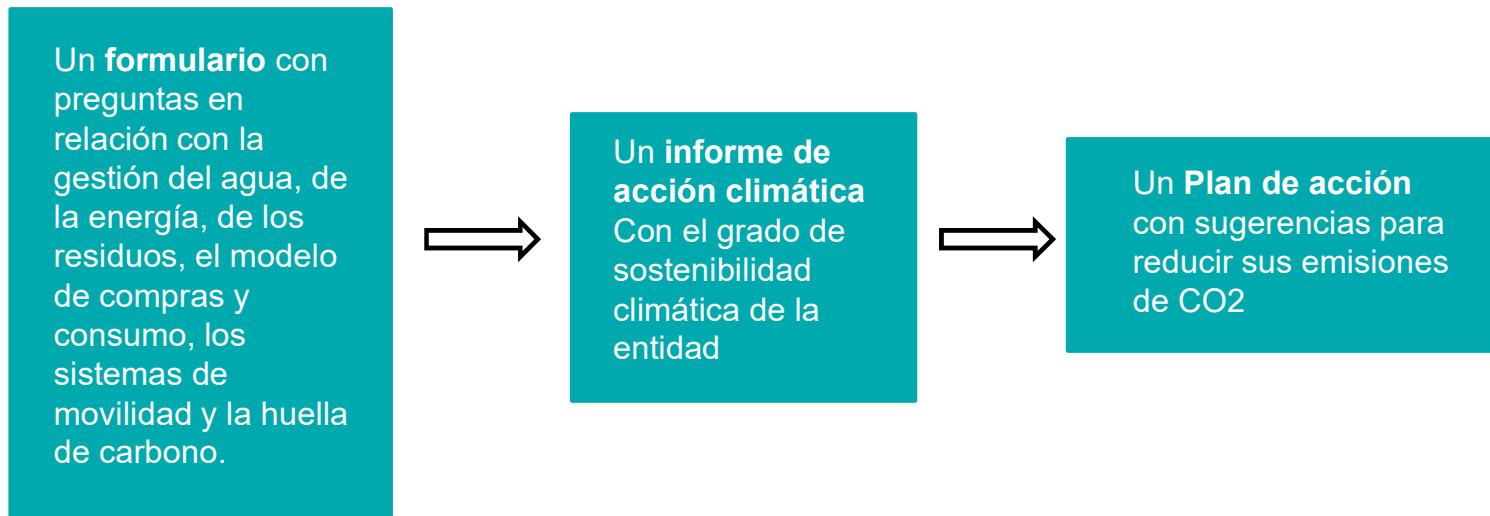 Un formulario con
preguntas en
relación con la
gestión del agua, de
la energía, de los
residuos, el modelo
de compras y
consumo, los
sistemas de
movilidad y la huella
de carbono.
Un informe de
acción climática
Con el grado de
sostenibilidad
climática de la
entidad
Un Plan de acción
con sugerencias para
reducir sus emisiones
de CO2